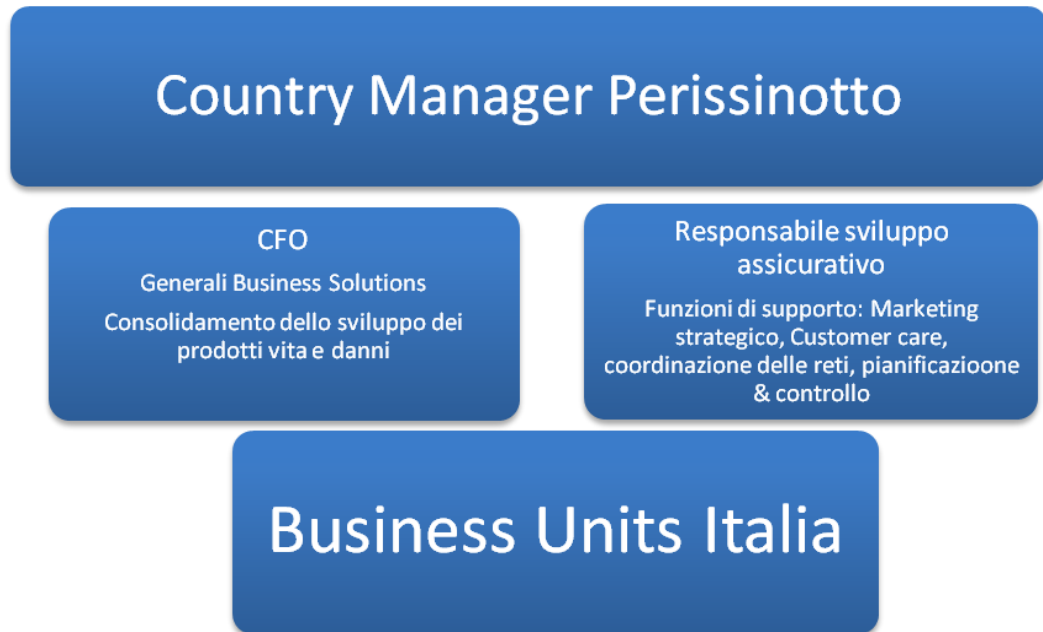 Country Manager Perissinotto
CFO
Generali Business Solutions
Consolidamento dello sviluppo dei
prodotti vita e danni
Responsabile sviluppo
assicurativo
Funzioni di supporto: Marketing
strategico, Customer care,
coordinazione delle reti, pianificazioone
& controllo
Business Units Italia